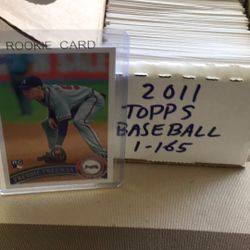 ROOKIE CARD
FREDDIE FREEMAN
2011
TOPPS
BASEBALL
1-165